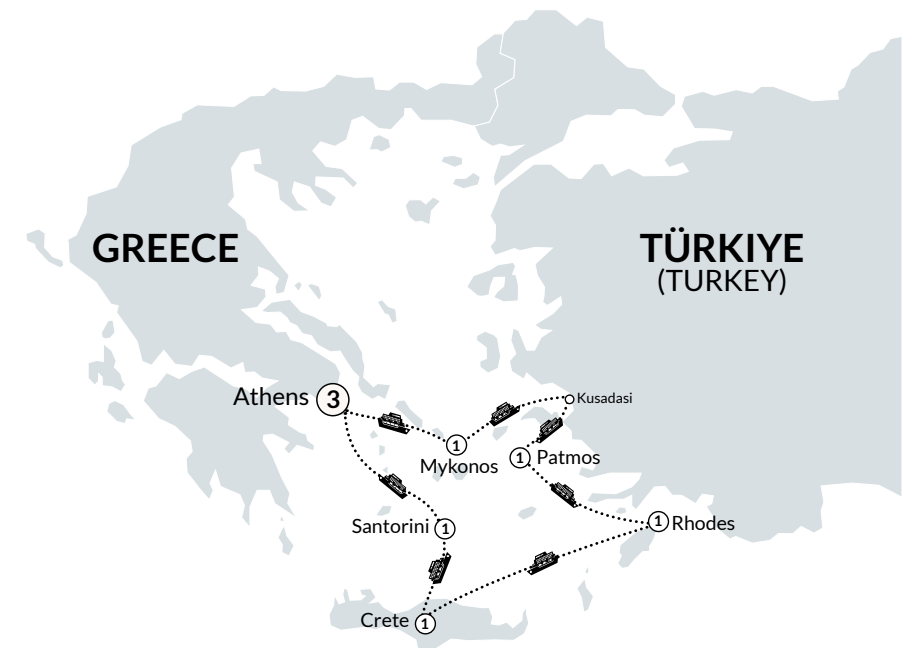 GREECE
TÜRKIYE
(TURKEY)
Athens 3
Kusadasi
1
Mykonos
1 Patmos
Santorini 1
1 Rhodes
Crete 1